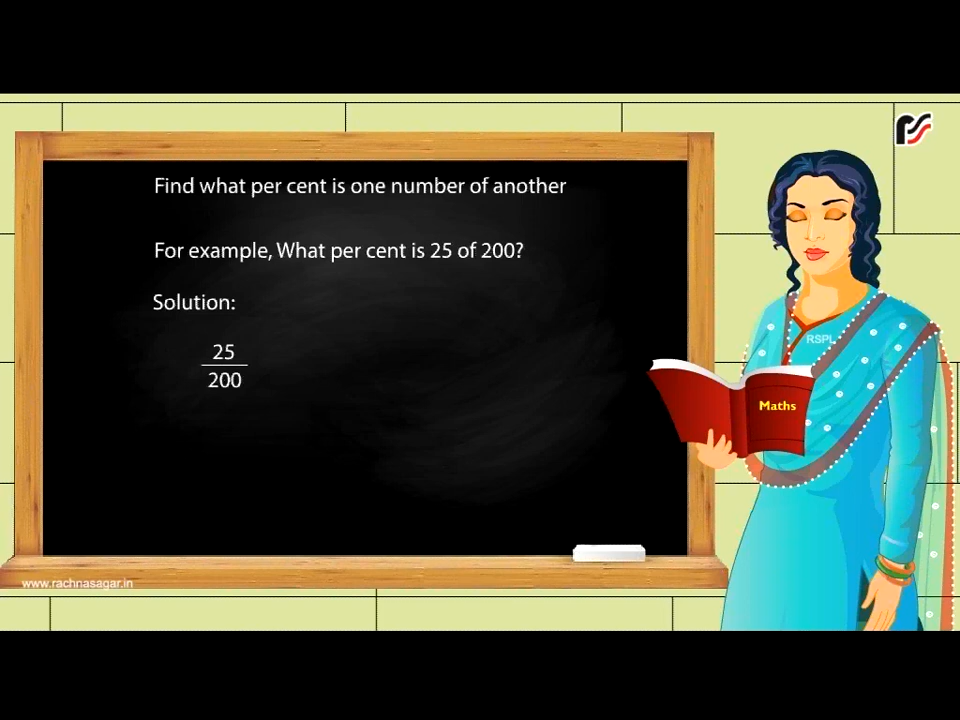 Find what per cent is one number of another
For example, What per cent is 25 of 200?
Solution:
25
200
RSPL
Maths
www.rachnasagar.in